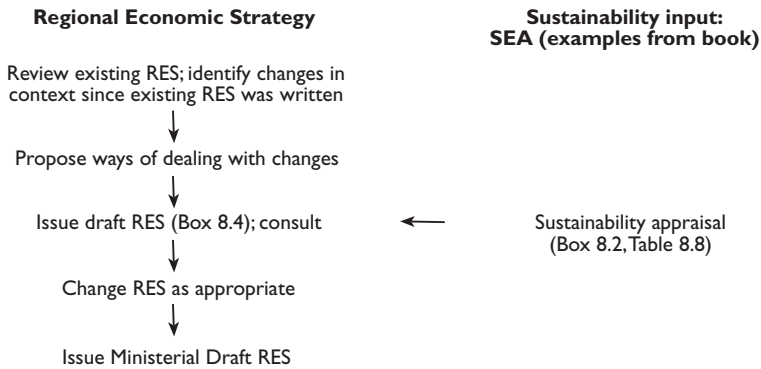 Regional Economic Strategy
Sustainability input:
SEA (examples from book)
Review existing RES; identify changes in
context since existing RES was written
Propose ways of dealing with changes
Issue draft RES (Box 8.4); consult
Sustainability appraisal
(Box 8.2, Table 8.8)
Change RES as appropriate
Issue Ministerial Draft RES